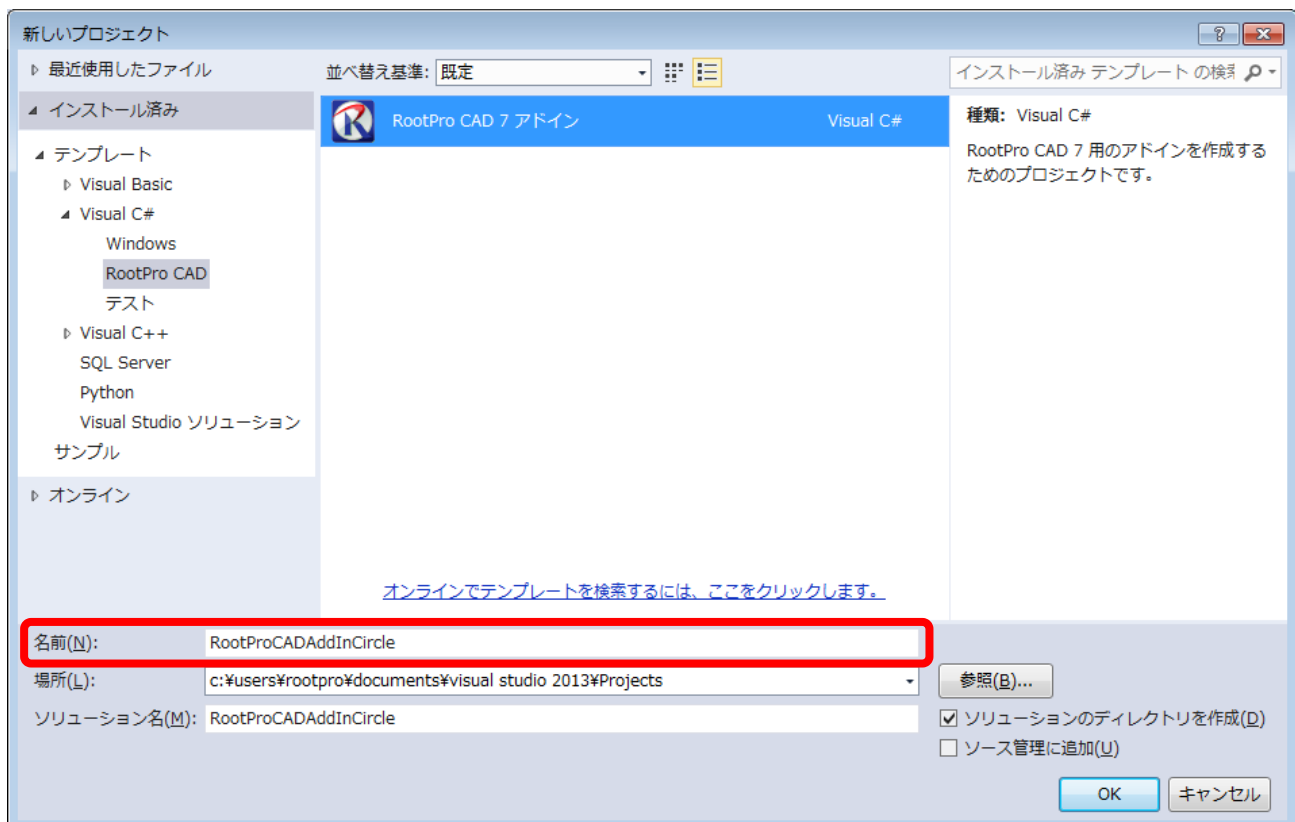 新しいプロジェクト
最近使用したファイル
並べ替え基準: 既定
インストール済み テンプレート の検索
インストール済み
テンプレート
Visual Basic
Visual C#
Windows
RootPro CAD
テスト
Visual C++
SQL Server
Python
Visual Studio ソリューション
サンプル
オンライン
RootPro CAD 7 アドイン Visual C#
種類: Visual C#
RootPro CAD 7 用のアドインを作成する
ためのプロジェクトです。
オンラインでテンプレートを検索するには、ここをクリックします。
名前(N): RootProCADAddInCircle
場所(L): c:¥users¥rootpro¥documents¥visual studio 2013¥Projects
参照(B)...
ソリューション名(M): RootProCADAddInCircle
ソリューションのディレクトリを作成(D)
ソース管理に追加(U)
OK キャンセル